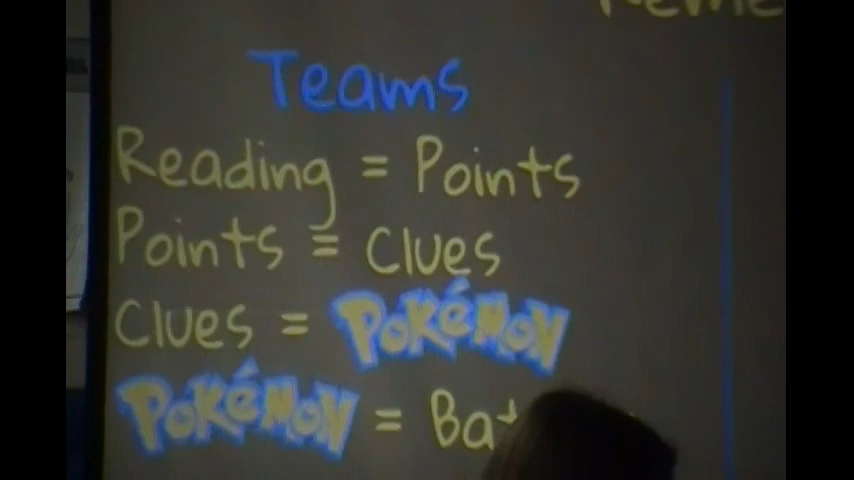 Teams
Reading = Points
Points = Clues
Clues = Pokémon
Pokémon =